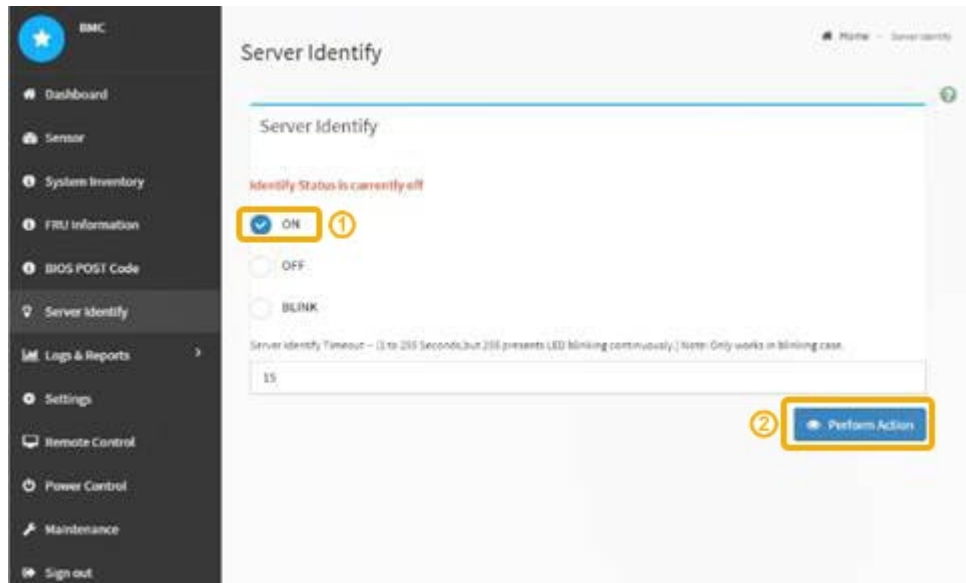 BMC
Dashboard
Sensor
System Inventory
FRU Information
BIOS POST Code
Server Identify
Logs & Reports
Settings
Remote Control
Power Control
Maintenance
Sign out
Server Identify
Home - Server Identify
Server Identify
Identify Status is currently off
ON
1
OFF
BLINK
Server Identify Timeout - (1 to 255 Seconds,but 255 presents LED blinking continuously.) Note: Only works in blinking case.
15
2
Perform Action